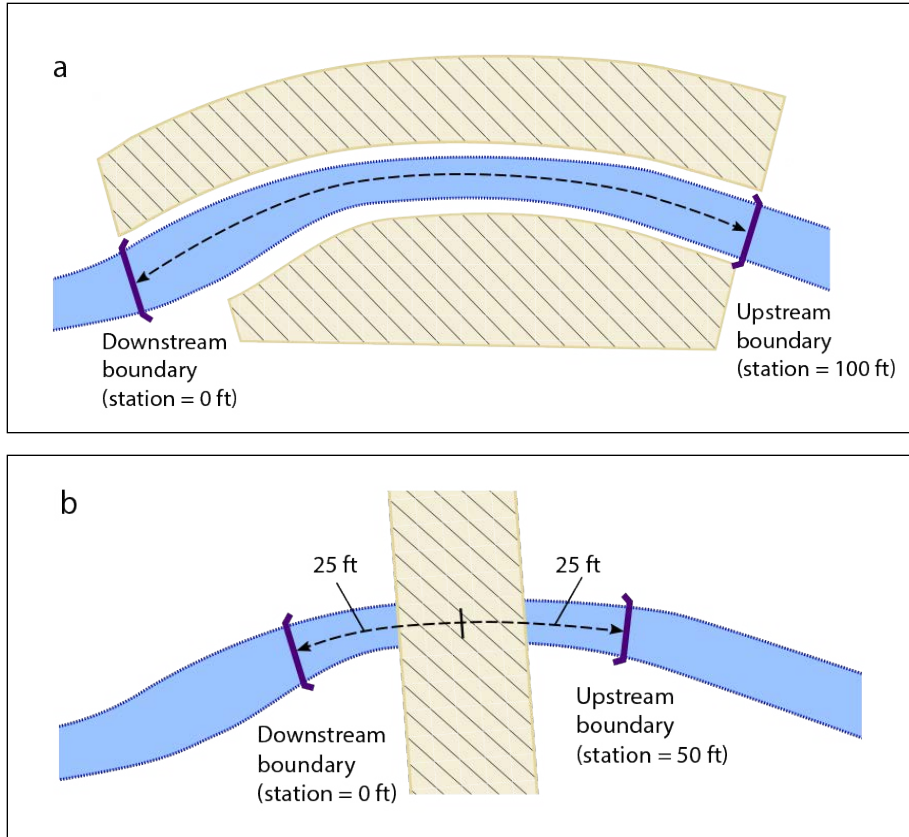 a
Downstream
boundary
(station = 0 ft)
Upstream
boundary
(station = 100 ft)
b
25 ft
25 ft
Downstream
boundary
(station = 0 ft)
Upstream
boundary
(station = 50 ft)